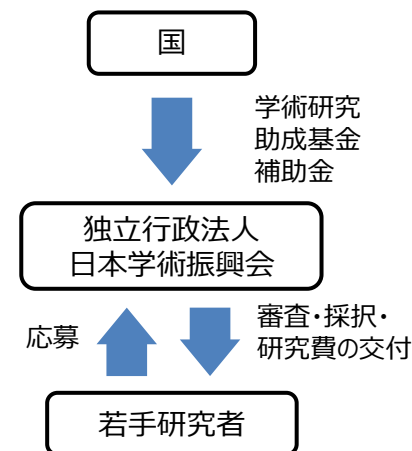 国
学術研究
助成基金
補助金
独立行政法人
日本学術振興会
応募
審査・採択・
研究費の交付
若手研究者